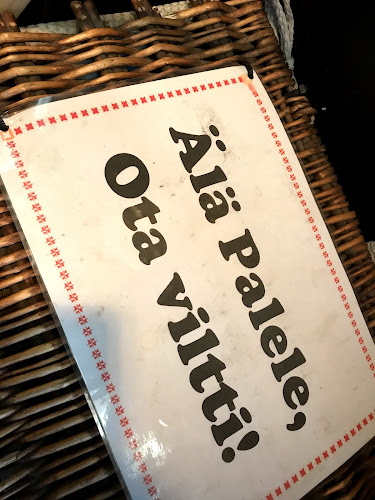 Älä Palele,
Ota viltti!